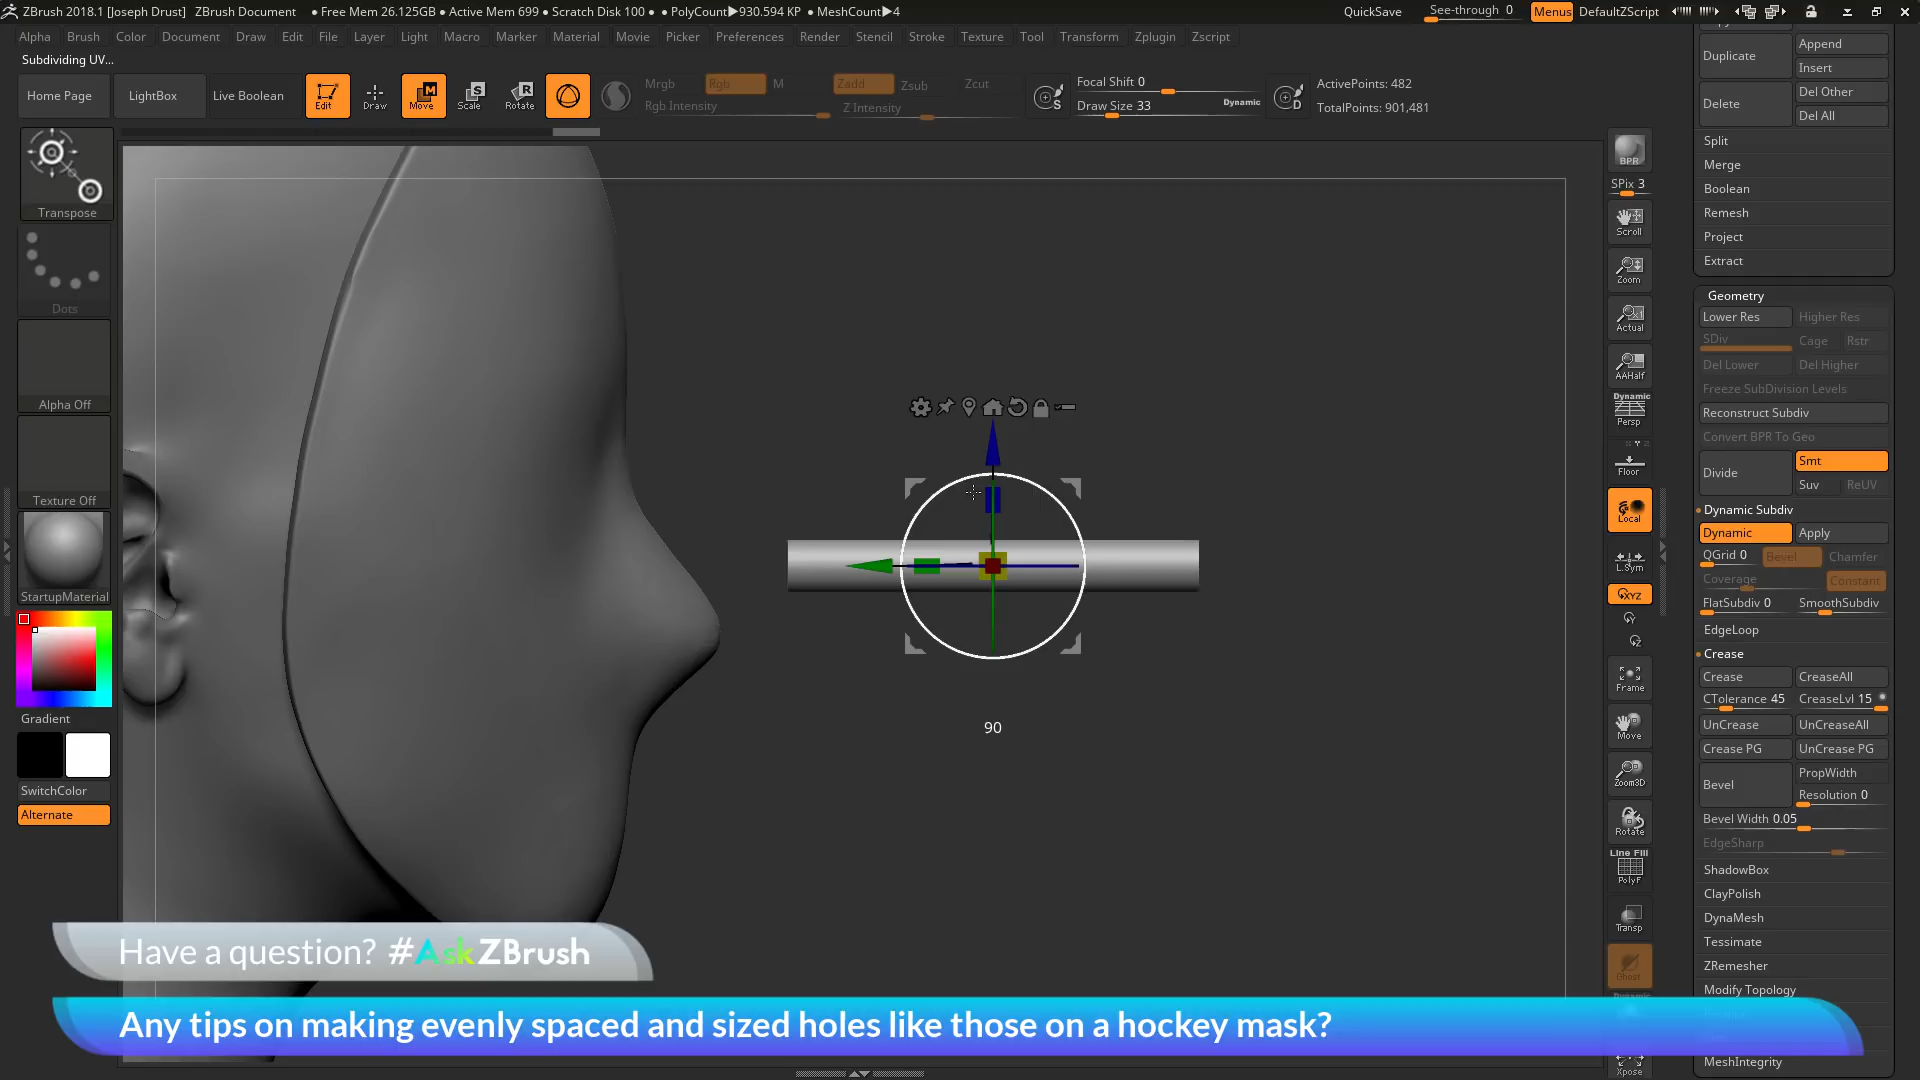 ZBrush 2018.1 [Joseph Drust] ZBrush Document • Free Mem 26.125GB • Active Mem 699 • Scratch Disk 100 • • PolyCount▶930.594 KP • MeshCount▶4 QuickSave See-through 0 Menus DefaultZScript
Alpha Brush Color Document Draw Edit File Layer Light Macro Marker Material Movie Picker Preferences Render Stencil Stroke Texture Tool Transform Zplugin Zscript
Subdividing UV...
Home Page LightBox Live Boolean Edit Draw Move Scale Rotate
Mrgb Rgb M Zadd Zsub Zcut
Rgb Intensity Z Intensity
Focal Shift 0
Draw Size 33 Dynamic
ActivePoints: 482
TotalPoints: 901,481
Transpose
Dots
Alpha Off
Texture Off
StartupMaterial
Gradient
SwitchColor
Alternate
90
BPR
SPix 3
Scroll
Zoom
Actual
AAHalf
Dynamic
Persp
Floor
Local
L.Sym
XYZ
Frame
Move
Zoom3D
Rotate
Line Fill
PolyF
Transp
Ghost
Xpose
Duplicate
Append
Insert
Delete
Del Other
Del All
Split
Merge
Boolean
Remesh
Project
Extract
Geometry
Lower Res Higher Res
SDiv Cage Rstr
Del Lower Del Higher
Freeze SubDivision Levels
Reconstruct Subdiv
Convert BPR To Geo
Divide
Smt
Suv ReUV
Dynamic Subdiv
Dynamic Apply
QGrid 0 Bevel Chamfer
Coverage Constant
FlatSubdiv 0 SmoothSubdiv
EdgeLoop
Crease
Crease CreaseAll
CTolerance 45 CreaseLvl 15
UnCrease UnCreaseAll
Crease PG UnCrease PG
Bevel
PropWidth
Resolution 0
Bevel Width 0.05
EdgeSharp
ShadowBox
ClayPolish
DynaMesh
Tessimate
ZRemesher
Modify Topology
MeshIntegrity
Have a question? #AskZBrush
Any tips on making evenly spaced and sized holes like those on a hockey mask?